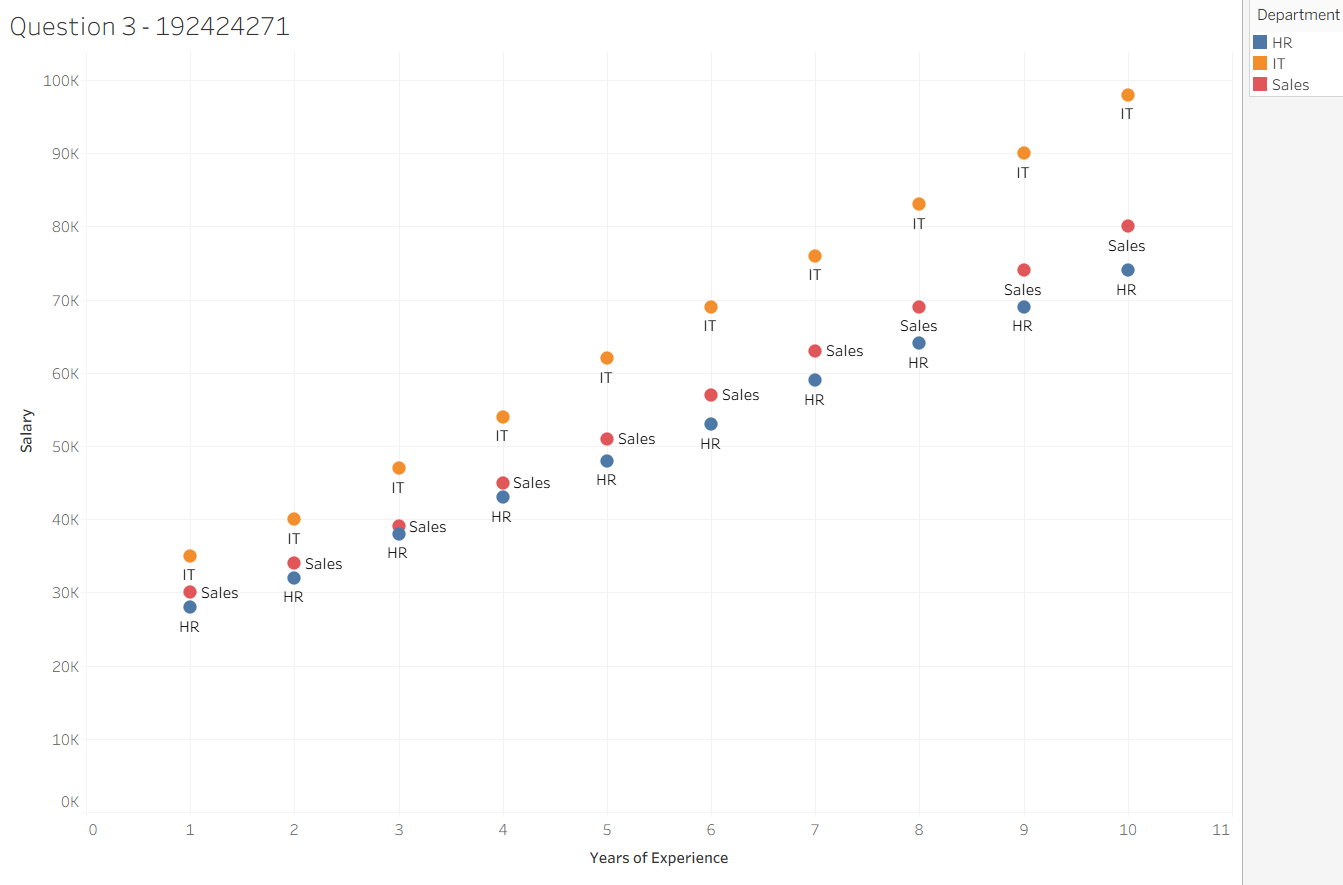 Question 3 - 192424271
Department
HR
IT
Sales
100K
90K
80K
70K
60K
50K
40K
30K
20K
10K
0K
Salary
IT
IT
Sales
HR
IT
Sales
HR
IT
Sales
HR
IT
Sales
HR
IT
Sales
HR
IT
Sales
HR
IT
Sales
HR
IT
Sales
HR
IT
Sales
HR
Sales
HR
0 1 2 3 4 5 6 7 8 9 10 11
Years of Experience